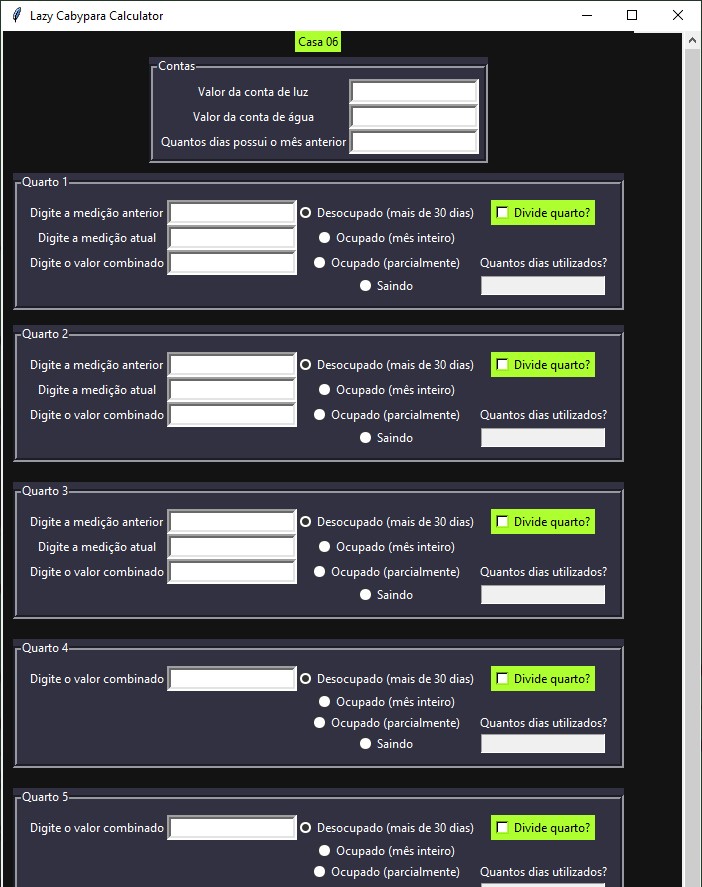 Lazy Cabypara Calculator
Casa 06
Contas
Valor da conta de luz
Valor da conta de água
Quantos dias possui o mês anterior
Quarto 1
Digite a medição anterior Desocupado (mais de 30 dias) Divide quarto?
Digite a medição atual Ocupado (mês inteiro)
Digite o valor combinado Ocupado (parcialmente) Quantos dias utilizados?
Saindo
Quarto 2
Digite a medição anterior Desocupado (mais de 30 dias) Divide quarto?
Digite a medição atual Ocupado (mês inteiro)
Digite o valor combinado Ocupado (parcialmente) Quantos dias utilizados?
Saindo
Quarto 3
Digite a medição anterior Desocupado (mais de 30 dias) Divide quarto?
Digite a medição atual Ocupado (mês inteiro)
Digite o valor combinado Ocupado (parcialmente) Quantos dias utilizados?
Saindo
Quarto 4
Digite o valor combinado Desocupado (mais de 30 dias) Divide quarto?
Ocupado (mês inteiro)
Ocupado (parcialmente) Quantos dias utilizados?
Saindo
Quarto 5
Digite o valor combinado Desocupado (mais de 30 dias) Divide quarto?
Ocupado (mês inteiro)
Ocupado (parcialmente) Quantos dias utilizados?